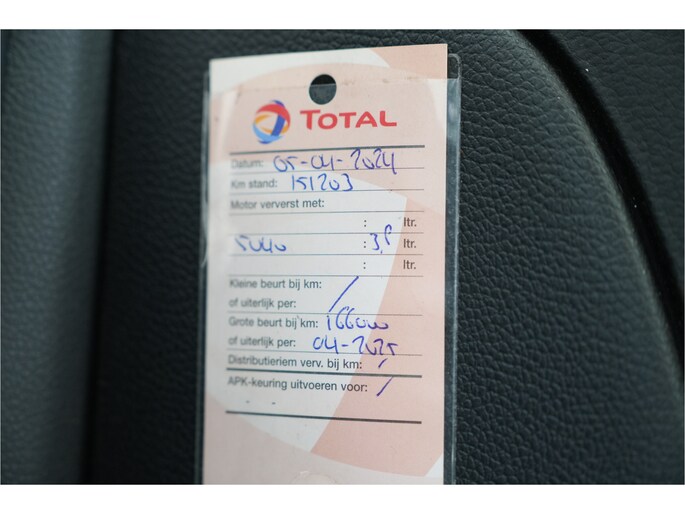 TOTAL
Datum: 05-04-2024
Km stand: 151203
Motor ververst met:
: ltr.
5W40 : 3,8 ltr.
: ltr.
Kleine beurt bij km: /
of uiterlijk per:
Grote beurt bij km: 166000
of uiterlijk per: 04-2025
Distributieriem verv. bij km: /
APK-keuring uitvoeren voor: /